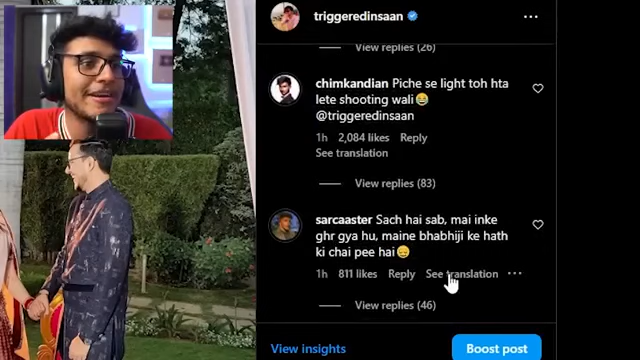 triggeredinsaan
View replies (26)
chimkandian Piche se light toh hta
lete shooting wali😂
@triggeredinsaan
1h 2,084 likes Reply
See translation
View replies (83)
sarcaaster Sach hai sab, mai inke
ghr gya hu, maine bhabhiji ke hath
ki chai pee hai😔
1h 811 likes Reply See translation
View replies (46)
View insights Boost post